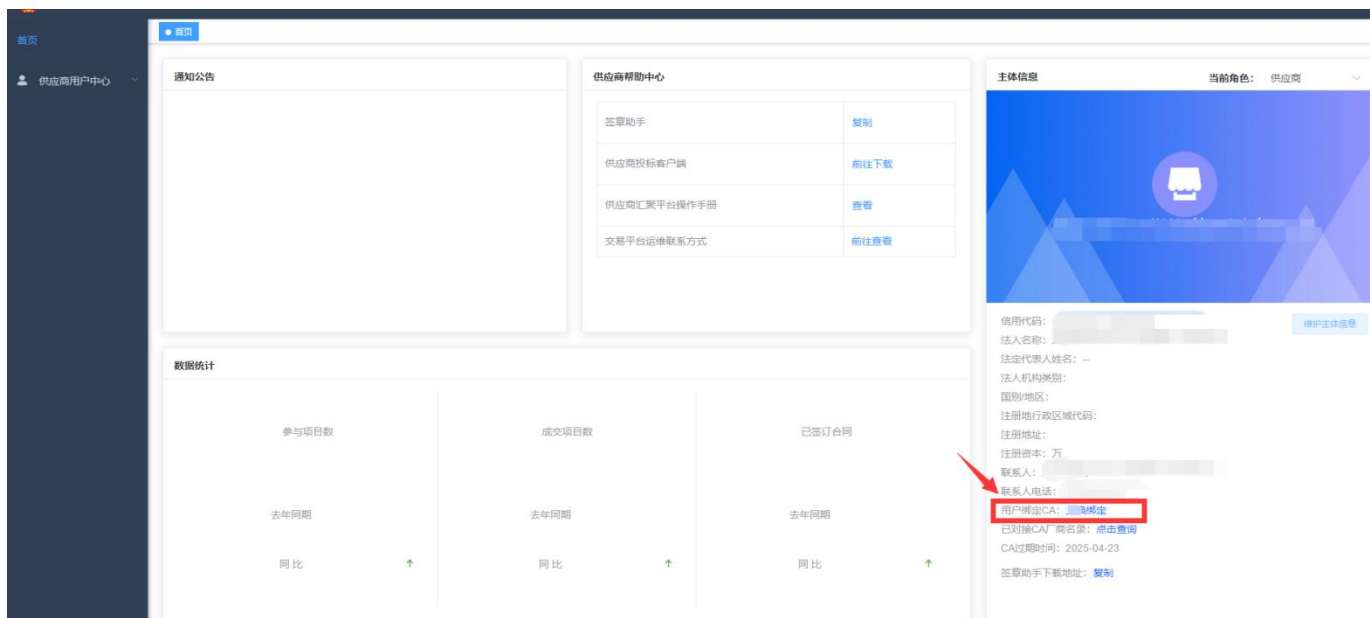 首页
首页
供应商用户中心
通知公告
供应商帮助中心
签章助手 复制
供应商投标客户端 前往下载
供应商汇聚平台操作手册 查看
交易平台运维联系方式 前往查看
数据统计
参与项目数 成交项目数 已签订合同
去年同期 去年同期 去年同期
同比 ↑ 同比 ↑ 同比 ↑
主体信息 当前角色: 供应商
信用代码: 维护主体信息
法人名称:
法定代表人姓名: --
法人机构类别:
国别/地区:
注册地行政区域代码:
注册地址:
注册资本: 万
联系人:
联系人电话:
用户绑定CA: 绑定
已对接CA厂商名录: 点击查询
CA过期时间: 2025-04-23
签章助手下载地址: 复制